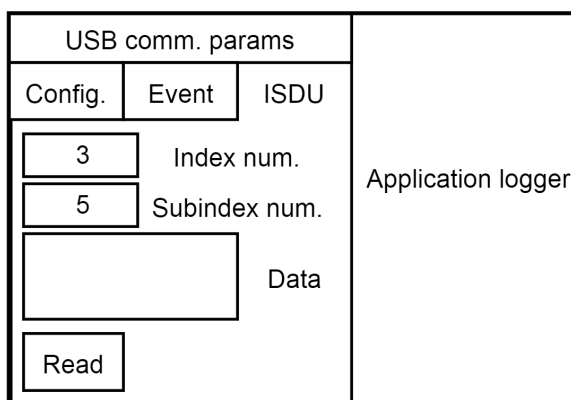 USB comm. params
Config. Event ISDU
3 Index num.
5 Subindex num.
Data
Read
Application logger